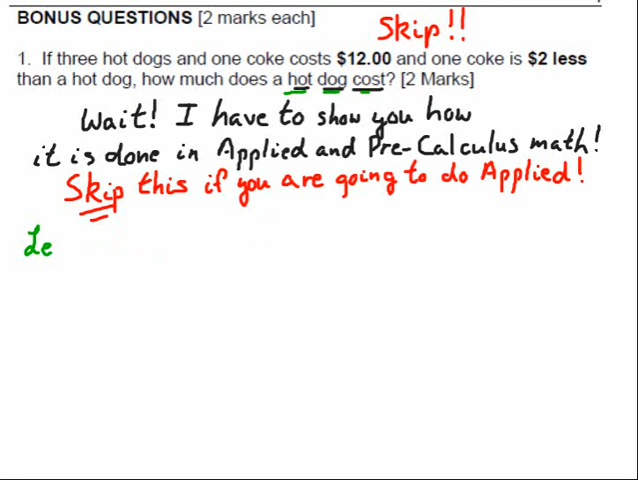 BONUS QUESTIONS [2 marks each]
Skip!!
1. If three hot dogs and one coke costs $12.00 and one coke is $2 less
than a hot dog, how much does a hot dog cost? [2 Marks]
Wait! I have to show you how
it is done in Applied and Pre-Calculus math!
Skip this if you are going to do Applied!
Le